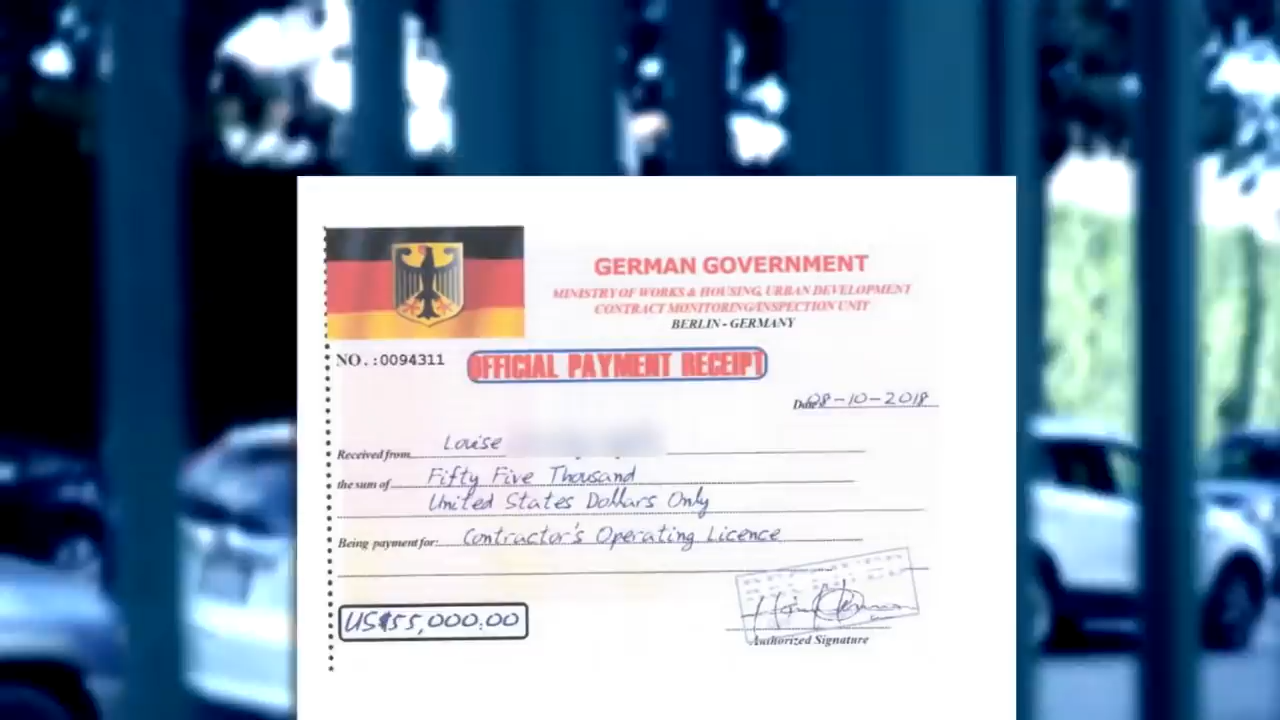 GERMAN GOVERNMENT
MINISTRY OF WORKS & HOUSING, URBAN DEVELOPMENT
CONTRACT MONITORING/INSPECTION UNIT
BERLIN - GERMANY
NO.:0094311
OFFICIAL PAYMENT RECEIPT
Date 08-10-2018
Received from Louise
the sum of Fifty Five Thousand
United States Dollars Only
Being payment for: Contractor's Operating Licence
US$55,000.00
Authorized Signature